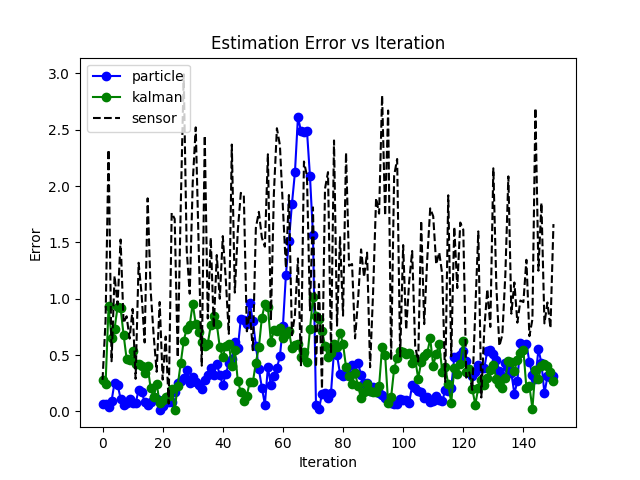 Estimation Error vs Iteration
particle
kalman
sensor
3.0
2.5
2.0
1.5
1.0
0.5
0.0
Error
0 20 40 60 80 100 120 140
Iteration